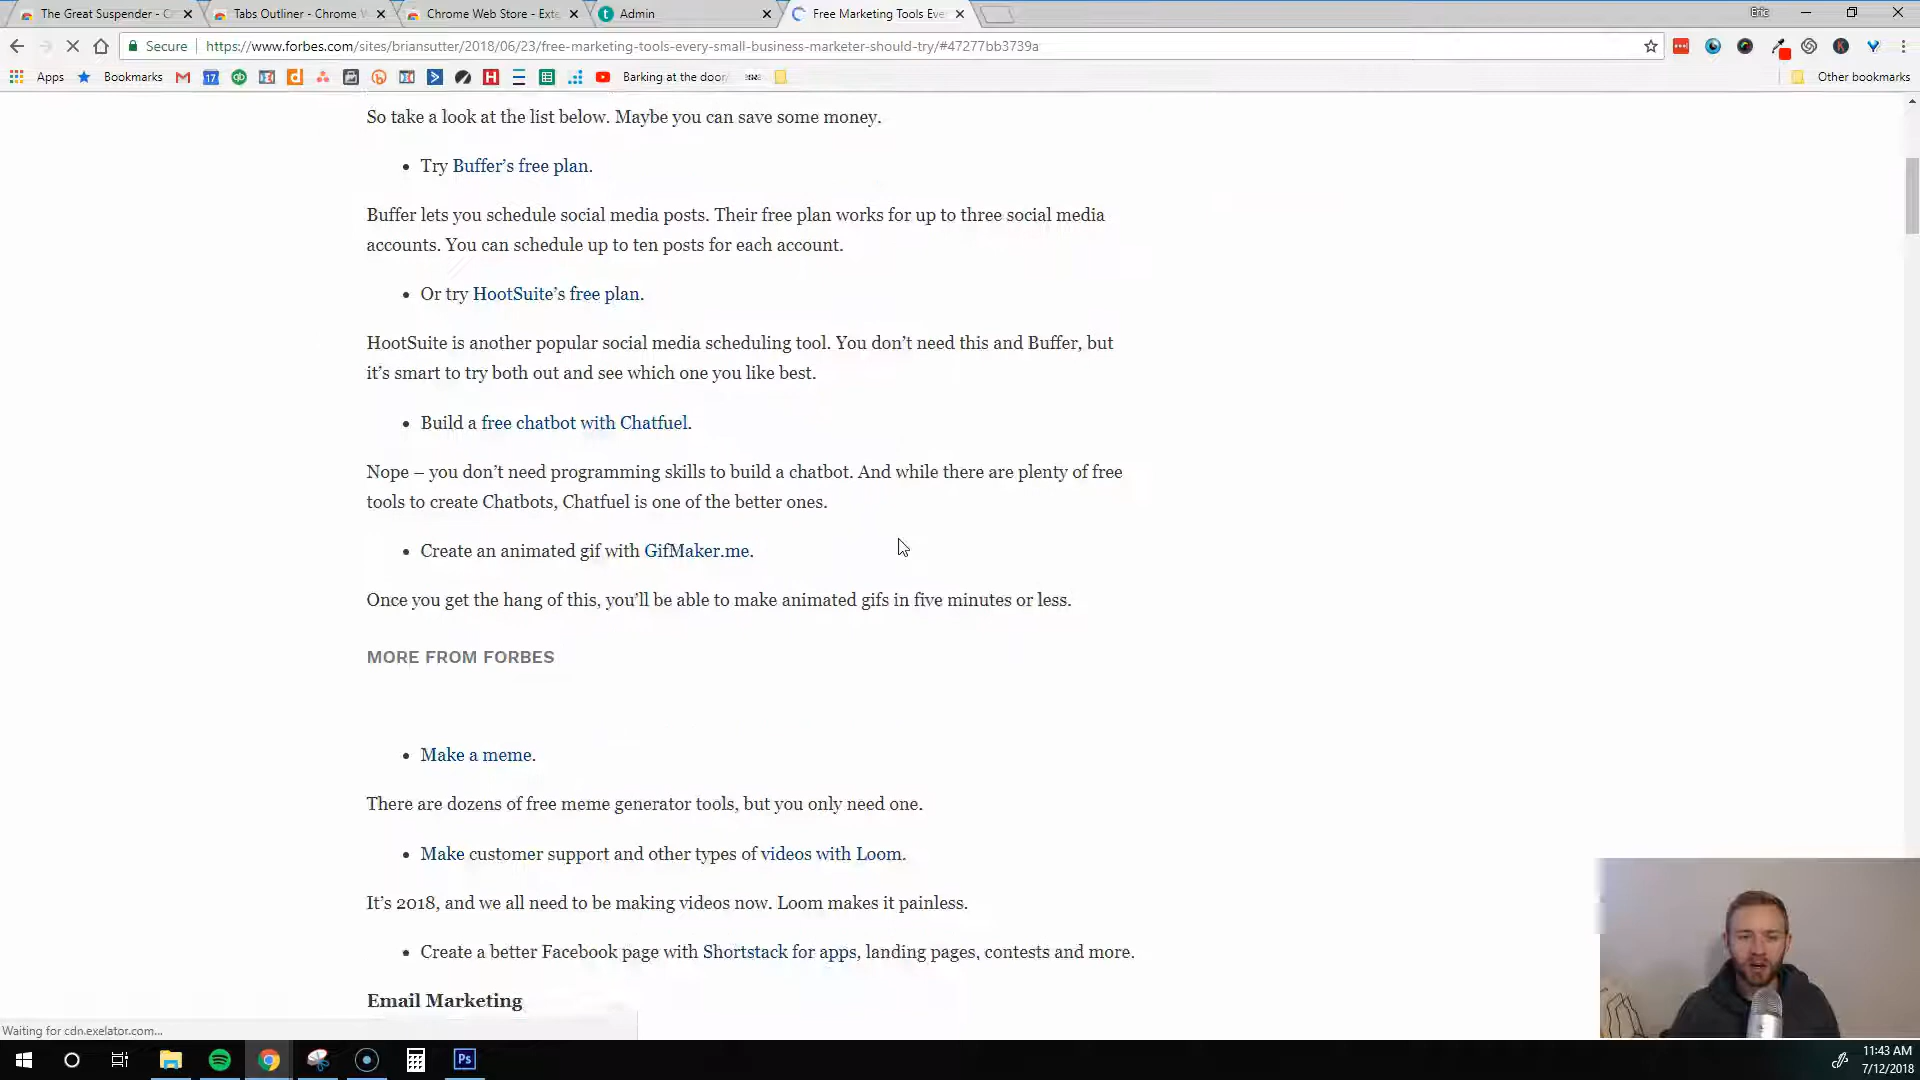 The Great Suspender - C
Tabs Outliner - Chrome
Chrome Web Store - Exte
Admin
Free Marketing Tools Eve
Eric
Secure
https://www.forbes.com/sites/briansutter/2018/06/23/free-marketing-tools-every-small-business-marketer-should-try/#47277bb3739a
Apps
Bookmarks
17
Barking at the door
Other bookmarks
So take a look at the list below. Maybe you can save some money.
• Try Buffer’s free plan.
Buffer lets you schedule social media posts. Their free plan works for up to three social media
accounts. You can schedule up to ten posts for each account.
• Or try HootSuite’s free plan.
HootSuite is another popular social media scheduling tool. You don’t need this and Buffer, but
it’s smart to try both out and see which one you like best.
• Build a free chatbot with Chatfuel.
Nope – you don’t need programming skills to build a chatbot. And while there are plenty of free
tools to create Chatbots, Chatfuel is one of the better ones.
• Create an animated gif with GifMaker.me.
Once you get the hang of this, you’ll be able to make animated gifs in five minutes or less.
MORE FROM FORBES
• Make a meme.
There are dozens of free meme generator tools, but you only need one.
• Make customer support and other types of videos with Loom.
It’s 2018, and we all need to be making videos now. Loom makes it painless.
• Create a better Facebook page with Shortstack for apps, landing pages, contests and more.
Email Marketing
Waiting for cdn.exelator.com...
Ps
11:43 AM
7/12/2018